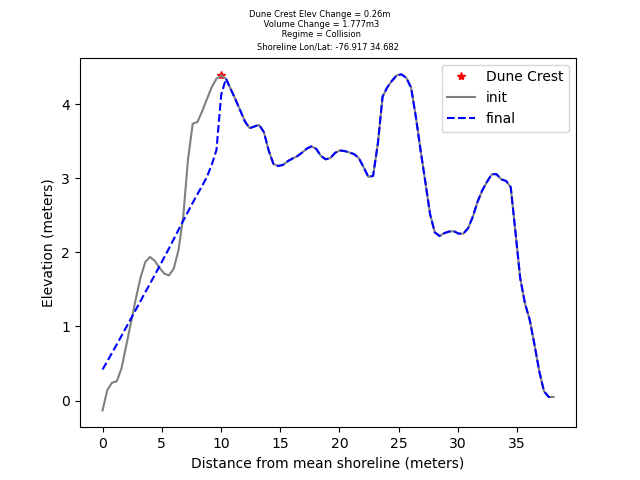 Dune Crest Elev Change = 0.26m
Volume Change = 1.777m3
Regime = Collision
Shoreline Lon/Lat: -76.917 34.682
Dune Crest
init
final
Elevation (meters)
4
3
2
1
0
0 5 10 15 20 25 30 35
Distance from mean shoreline (meters)